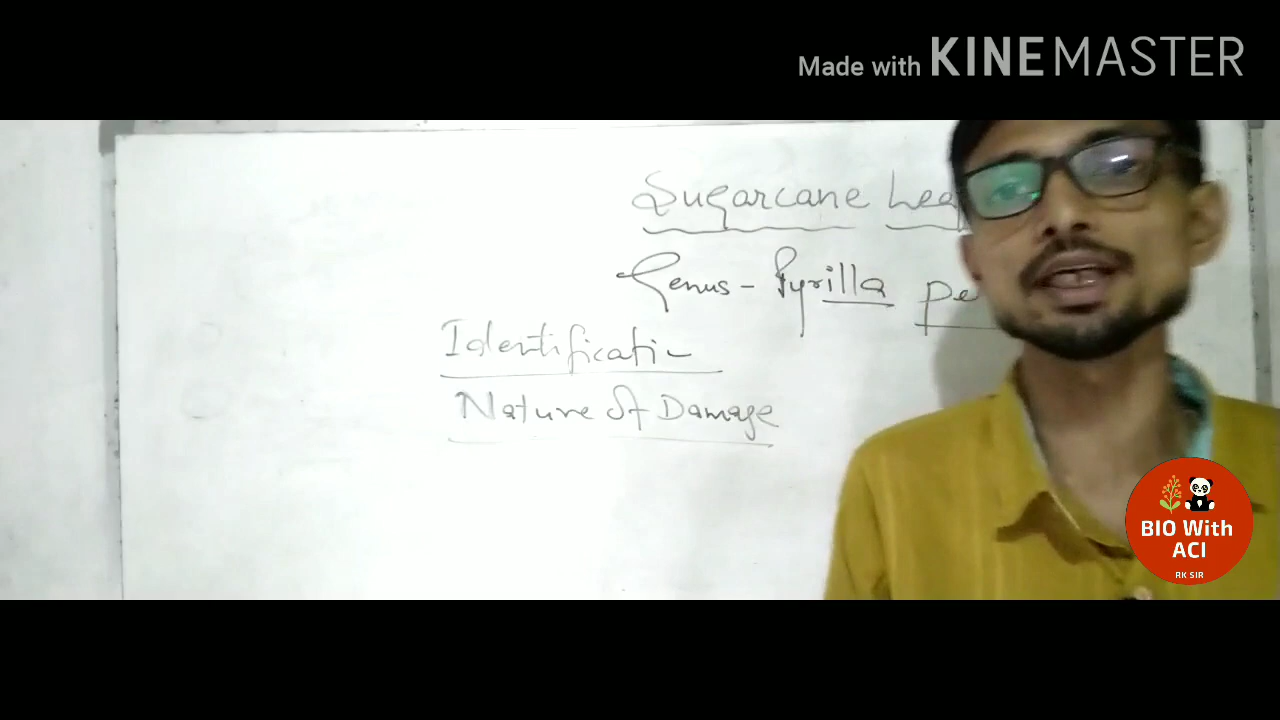 Made with KINEMASTER
Sugarcane Lea
Genus - Pyrilla pe
Identificati-
Nature of Damage
BIO With
ACI
RK SIR